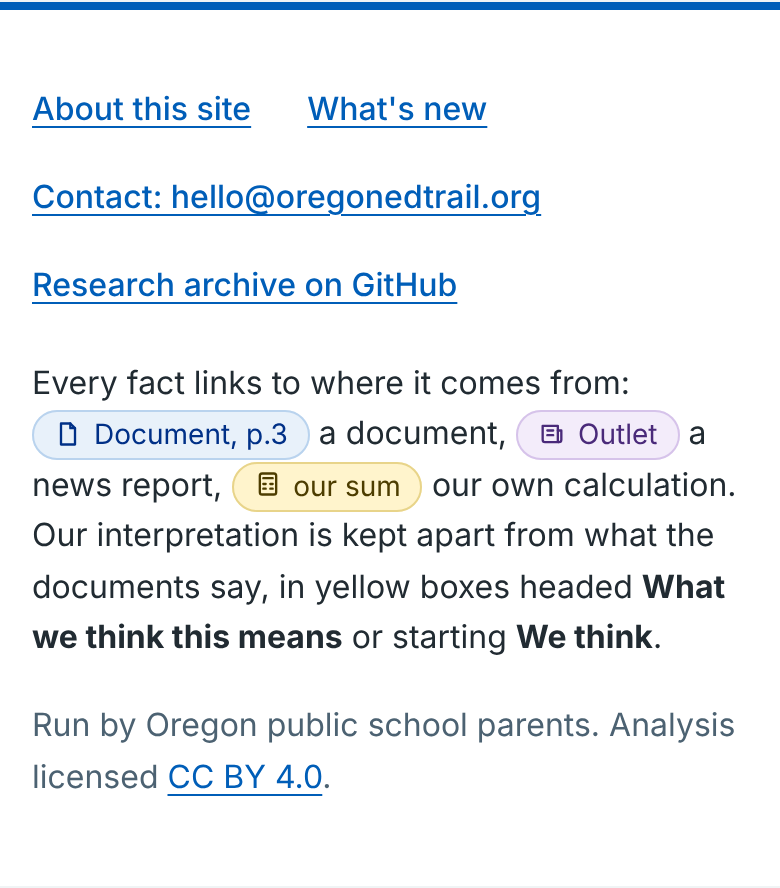 About this site What's new
Contact: hello@oregonedtrail.org
Research archive on GitHub
Every fact links to where it comes from:
Document, p.3 a document, Outlet a
news report, our sum our own calculation.
Our interpretation is kept apart from what the
documents say, in yellow boxes headed What
we think this means or starting We think.
Run by Oregon public school parents. Analysis
licensed CC BY 4.0.